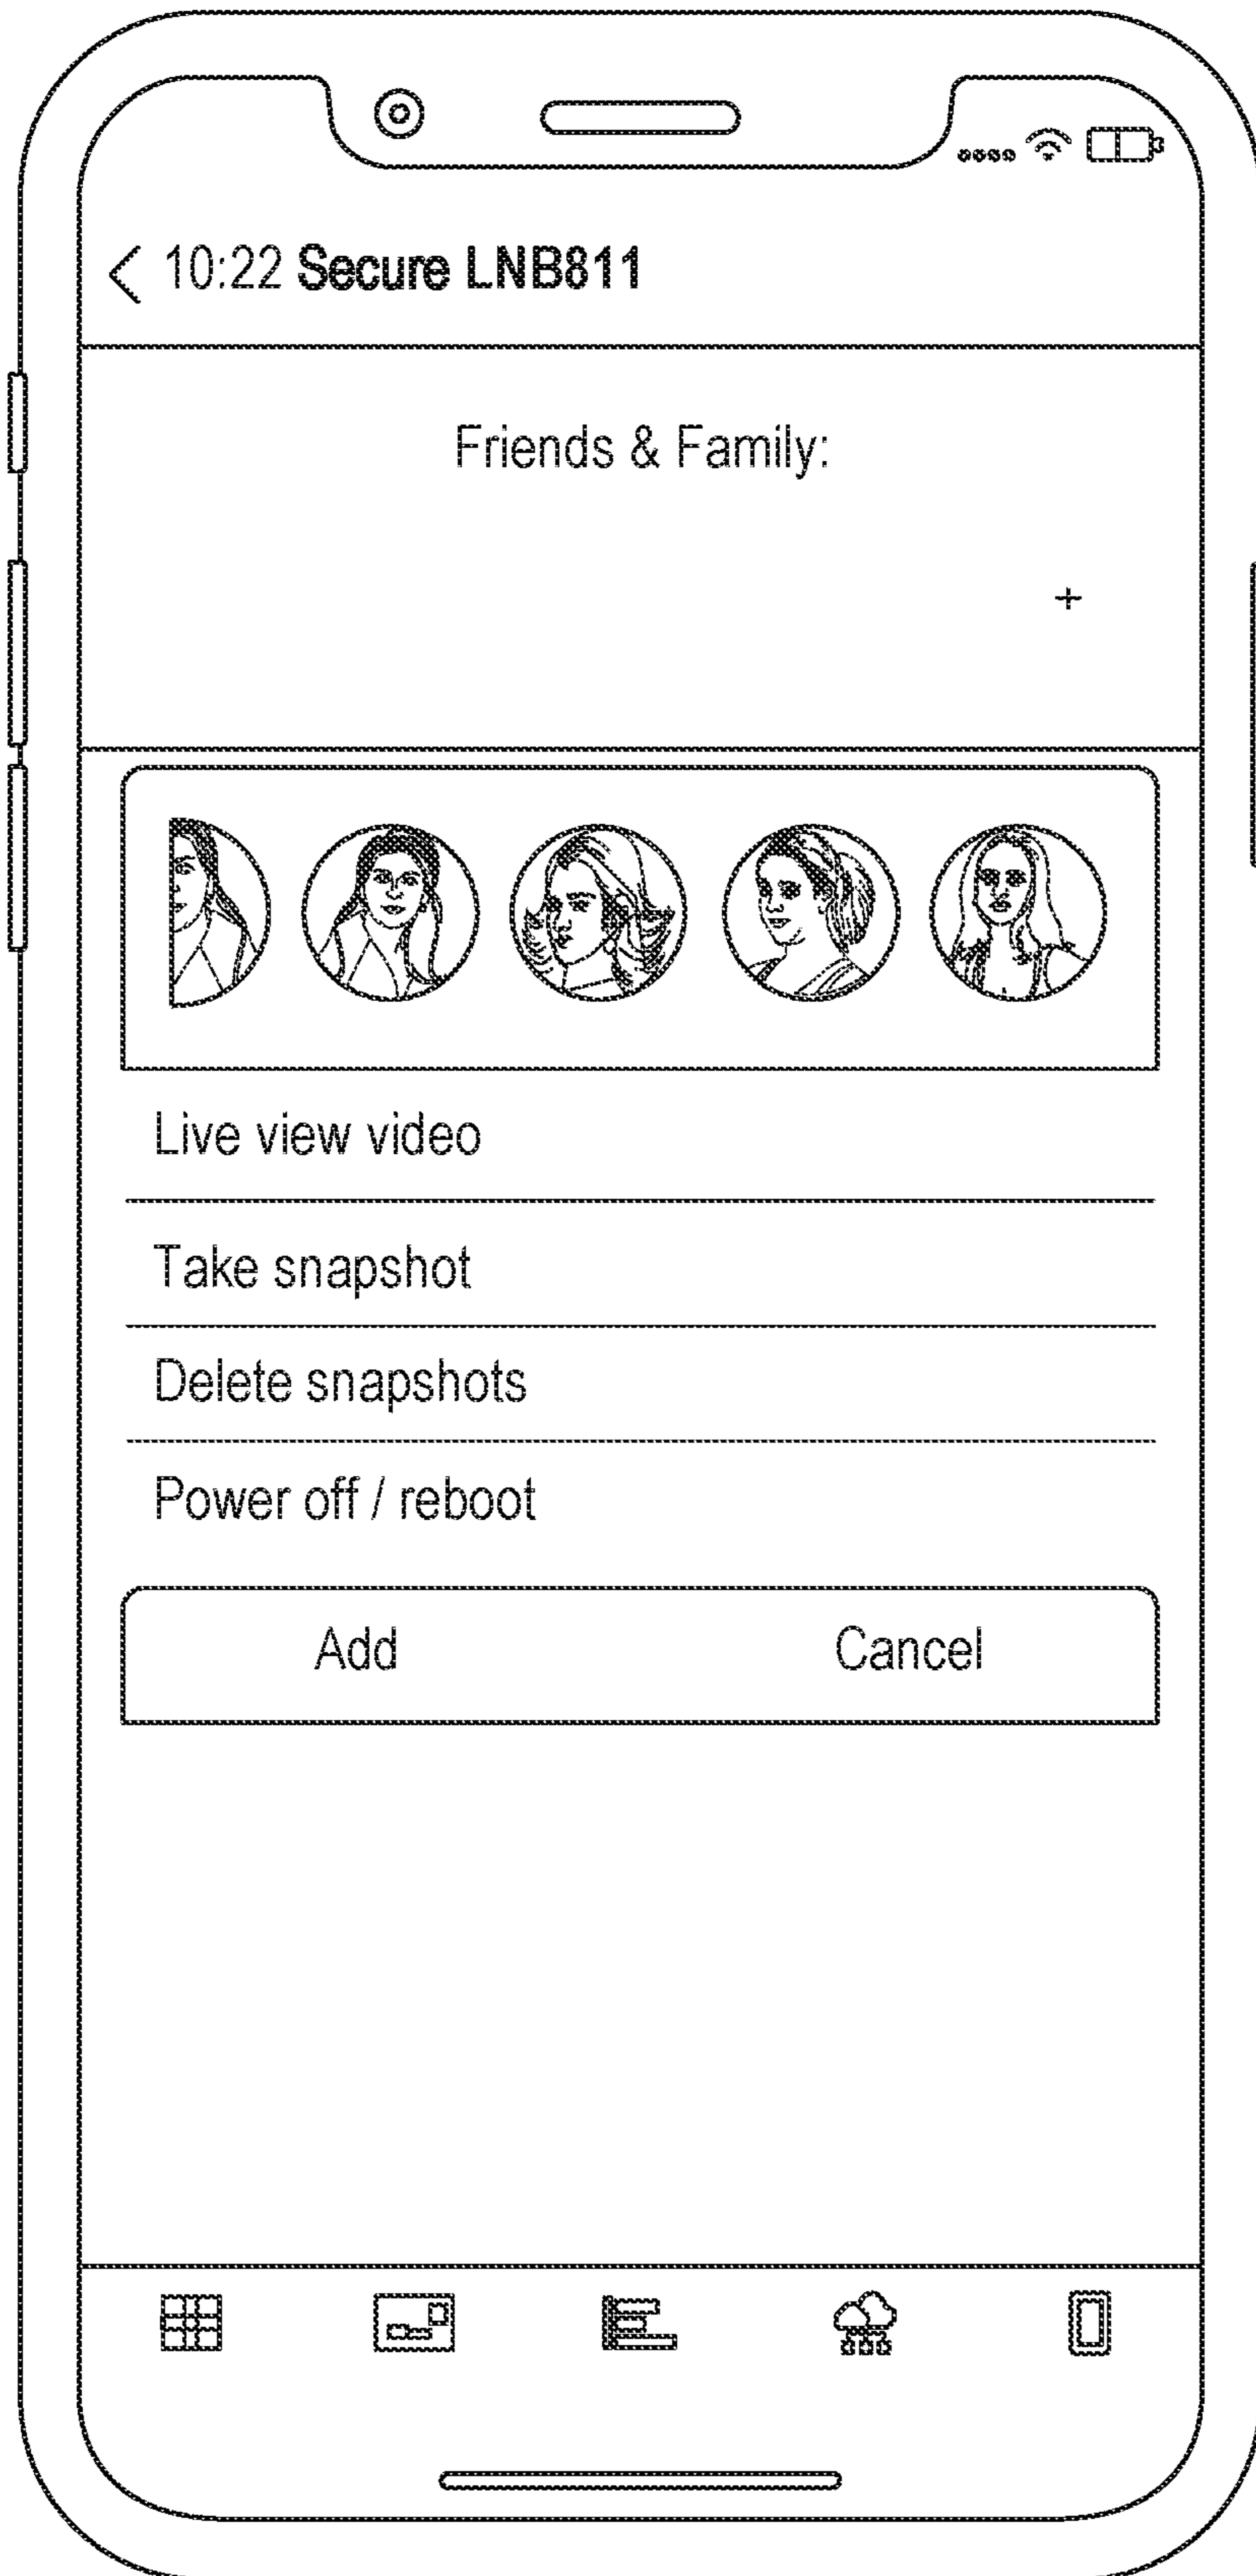 < 10:22 Secure LNB811
Friends & Family:
+
Live view video
Take snapshot
Delete snapshots
Power off / reboot
Add Cancel